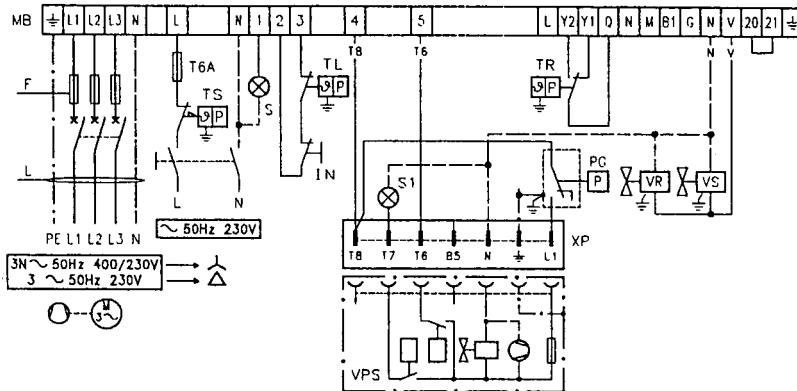 MB L1 L2 L3 N L N 1 2 3 4 5 L Y2 Y1 Q N M B1 G N V 20 21
T8 T6 N V
F T6A TS ϑ P S TL ϑ P TR ϑ P
IN
L
L N
S1 PG P VR VS
PE L1 L2 L3 N
∼ 50Hz 230V
XP
T8 T7 T6 B5 N L1
3N ∼ 50Hz 400/230V
3 ∼ 50Hz 230V
M
3∼
VPS